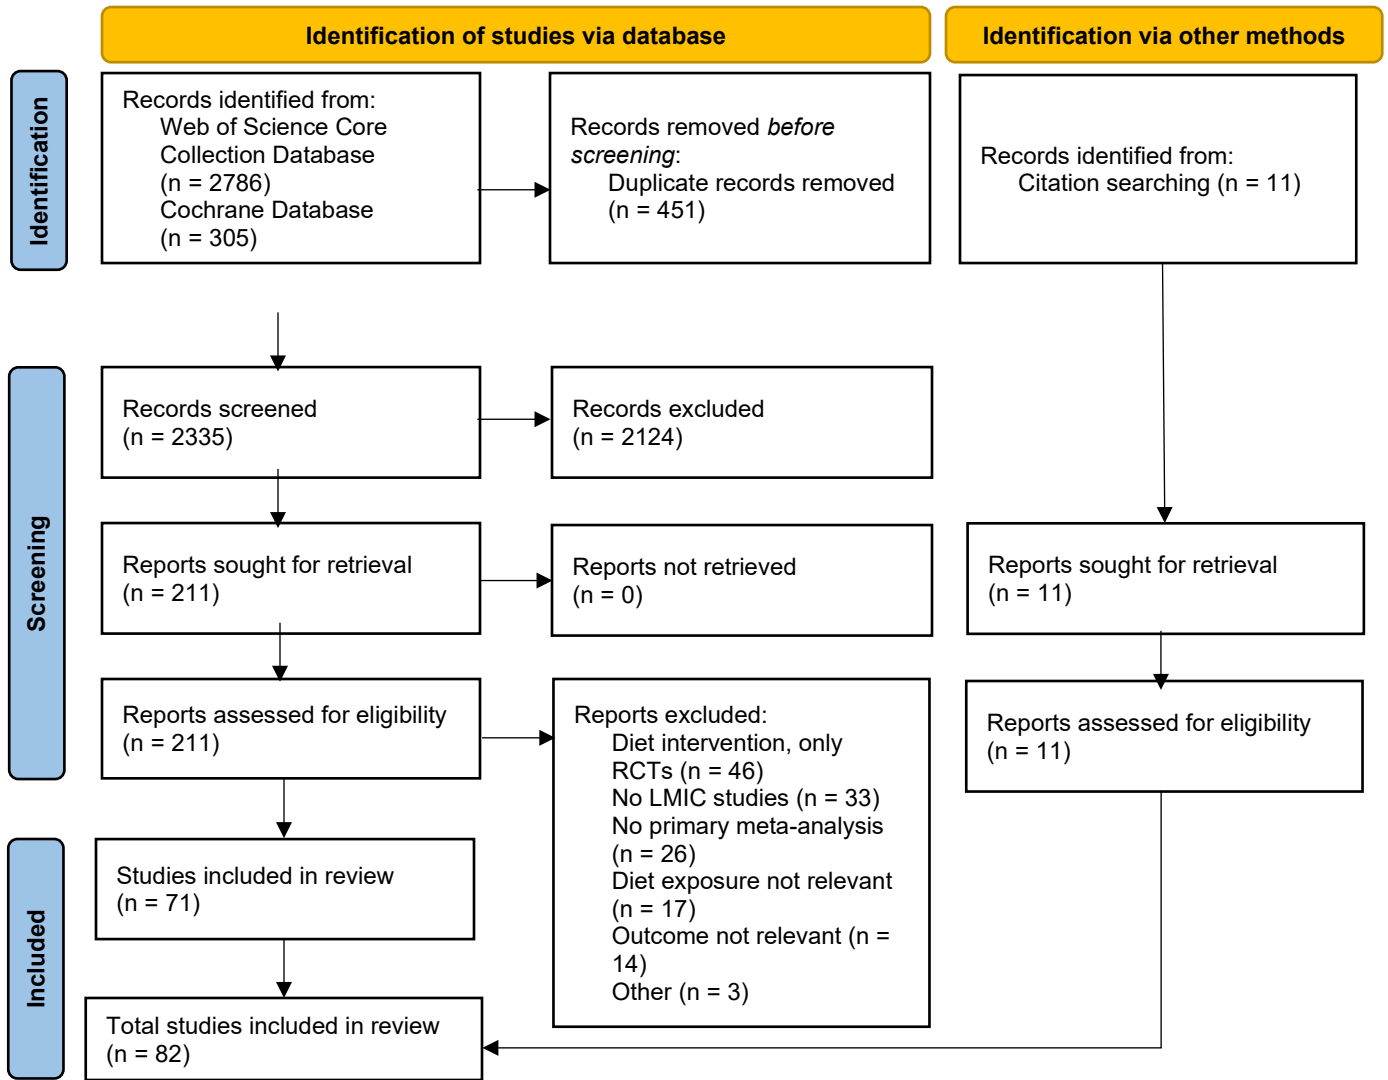 Identification of studies via database
Identification via other methods
Identification
Records identified from:
Web of Science Core
Collection Database
(n = 2786)
Cochrane Database
(n = 305)
Records removed before
screening:
Duplicate records removed
(n = 451)
Records identified from:
Citation searching (n = 11)
Screening
Records screened
(n = 2335)
Records excluded
(n = 2124)
Reports sought for retrieval
(n = 211)
Reports not retrieved
(n = 0)
Reports sought for retrieval
(n = 11)
Reports assessed for eligibility
(n = 211)
Reports excluded:
Diet intervention, only
RCTs (n = 46)
No LMIC studies (n = 33)
No primary meta-analysis
(n = 26)
Diet exposure not relevant
(n = 17)
Outcome not relevant (n =
14)
Other (n = 3)
Reports assessed for eligibility
(n = 11)
Included
Studies included in review
(n = 71)
Total studies included in review
(n = 82)